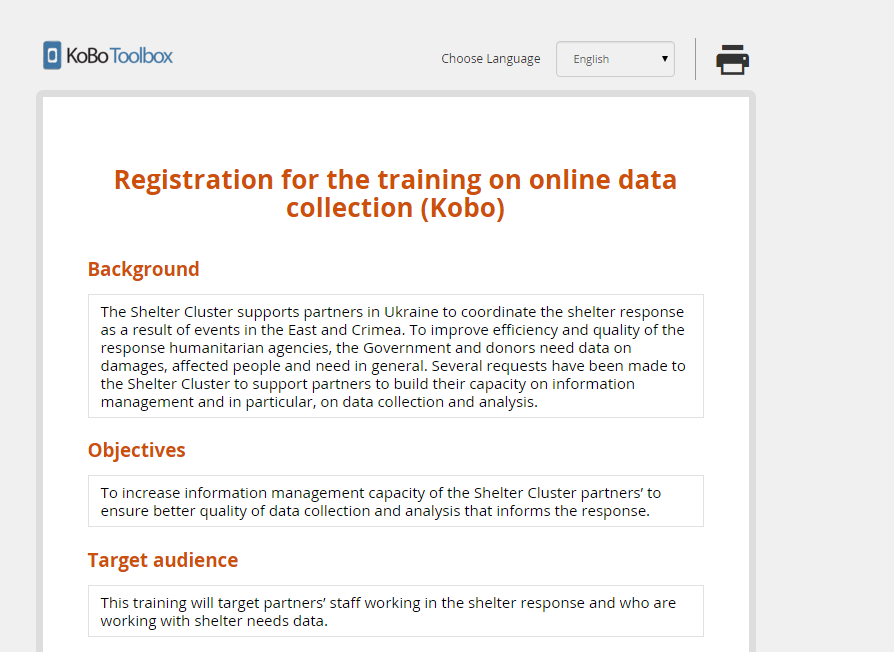 KoBoToolbox
Choose Language
English
Registration for the training on online data
collection (Kobo)
Background
The Shelter Cluster supports partners in Ukraine to coordinate the shelter response
as a result of events in the East and Crimea. To improve efficiency and quality of the
response humanitarian agencies, the Government and donors need data on
damages, affected people and need in general. Several requests have been made to
the Shelter Cluster to support partners to build their capacity on information
management and in particular, on data collection and analysis.
Objectives
To increase information management capacity of the Shelter Cluster partners’ to
ensure better quality of data collection and analysis that informs the response.
Target audience
This training will target partners’ staff working in the shelter response and who are
working with shelter needs data.